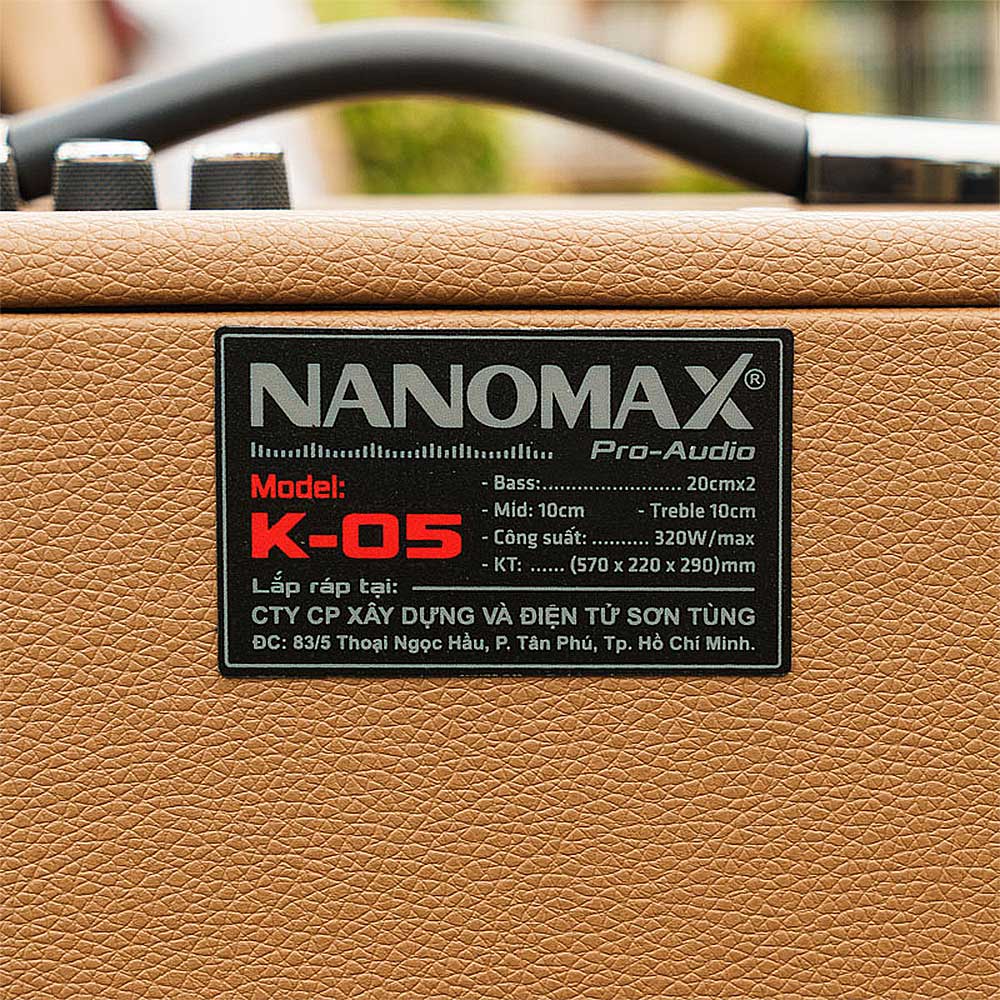 NANOMAX®
Pro-Audio
Model:
K-05
- Bass:........................ 20cmx2
- Mid: 10cm - Treble 10cm
- Công suất: .......... 320W/max
- KT: ...... (570 x 220 x 290)mm
Lắp ráp tại:
CTY CP XÂY DỰNG VÀ ĐIỆN TỬ SƠN TÙNG
ĐC: 83/5 Thoại Ngọc Hầu, P. Tân Phú, Tp. Hồ Chí Minh.